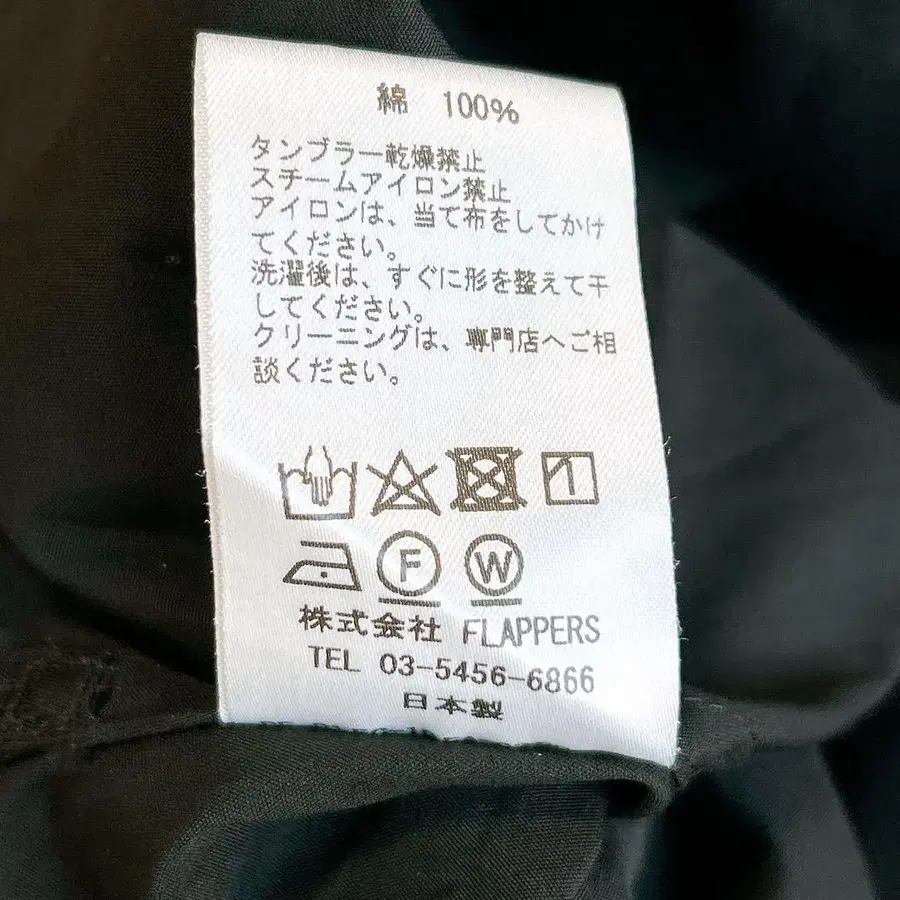 綿 100%
タンブラー乾燥禁止
スチームアイロン禁止
アイロンは、当て布をしてかけ
てください。
洗濯後は、すぐに形を整えて干
してください。
クリーニングは、専門店へご相
談ください。
F W
株式会社 FLAPPERS
TEL 03-5456-6866
日本製